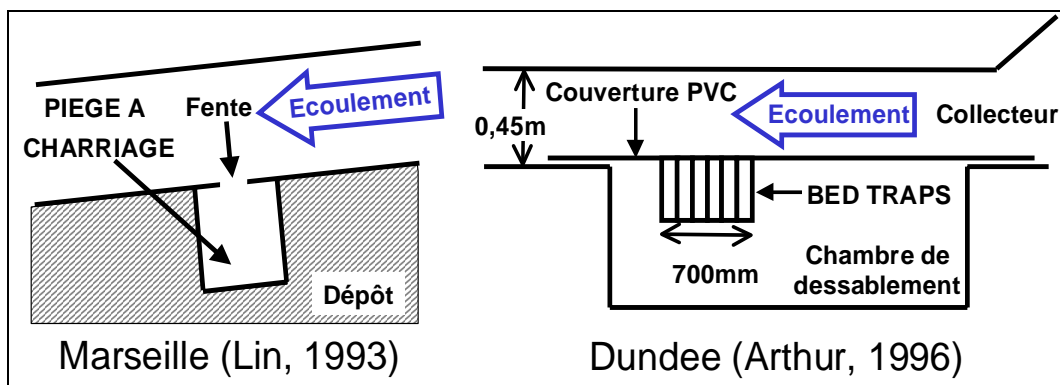 PIEGE A
CHARRIAGE
Fente
Ecoulement
Dépôt
Marseille (Lin, 1993)
Couverture PVC
0,45m
Ecoulement
Collecteur
BED TRAPS
700mm
Chambre de
dessablement
Dundee (Arthur, 1996)